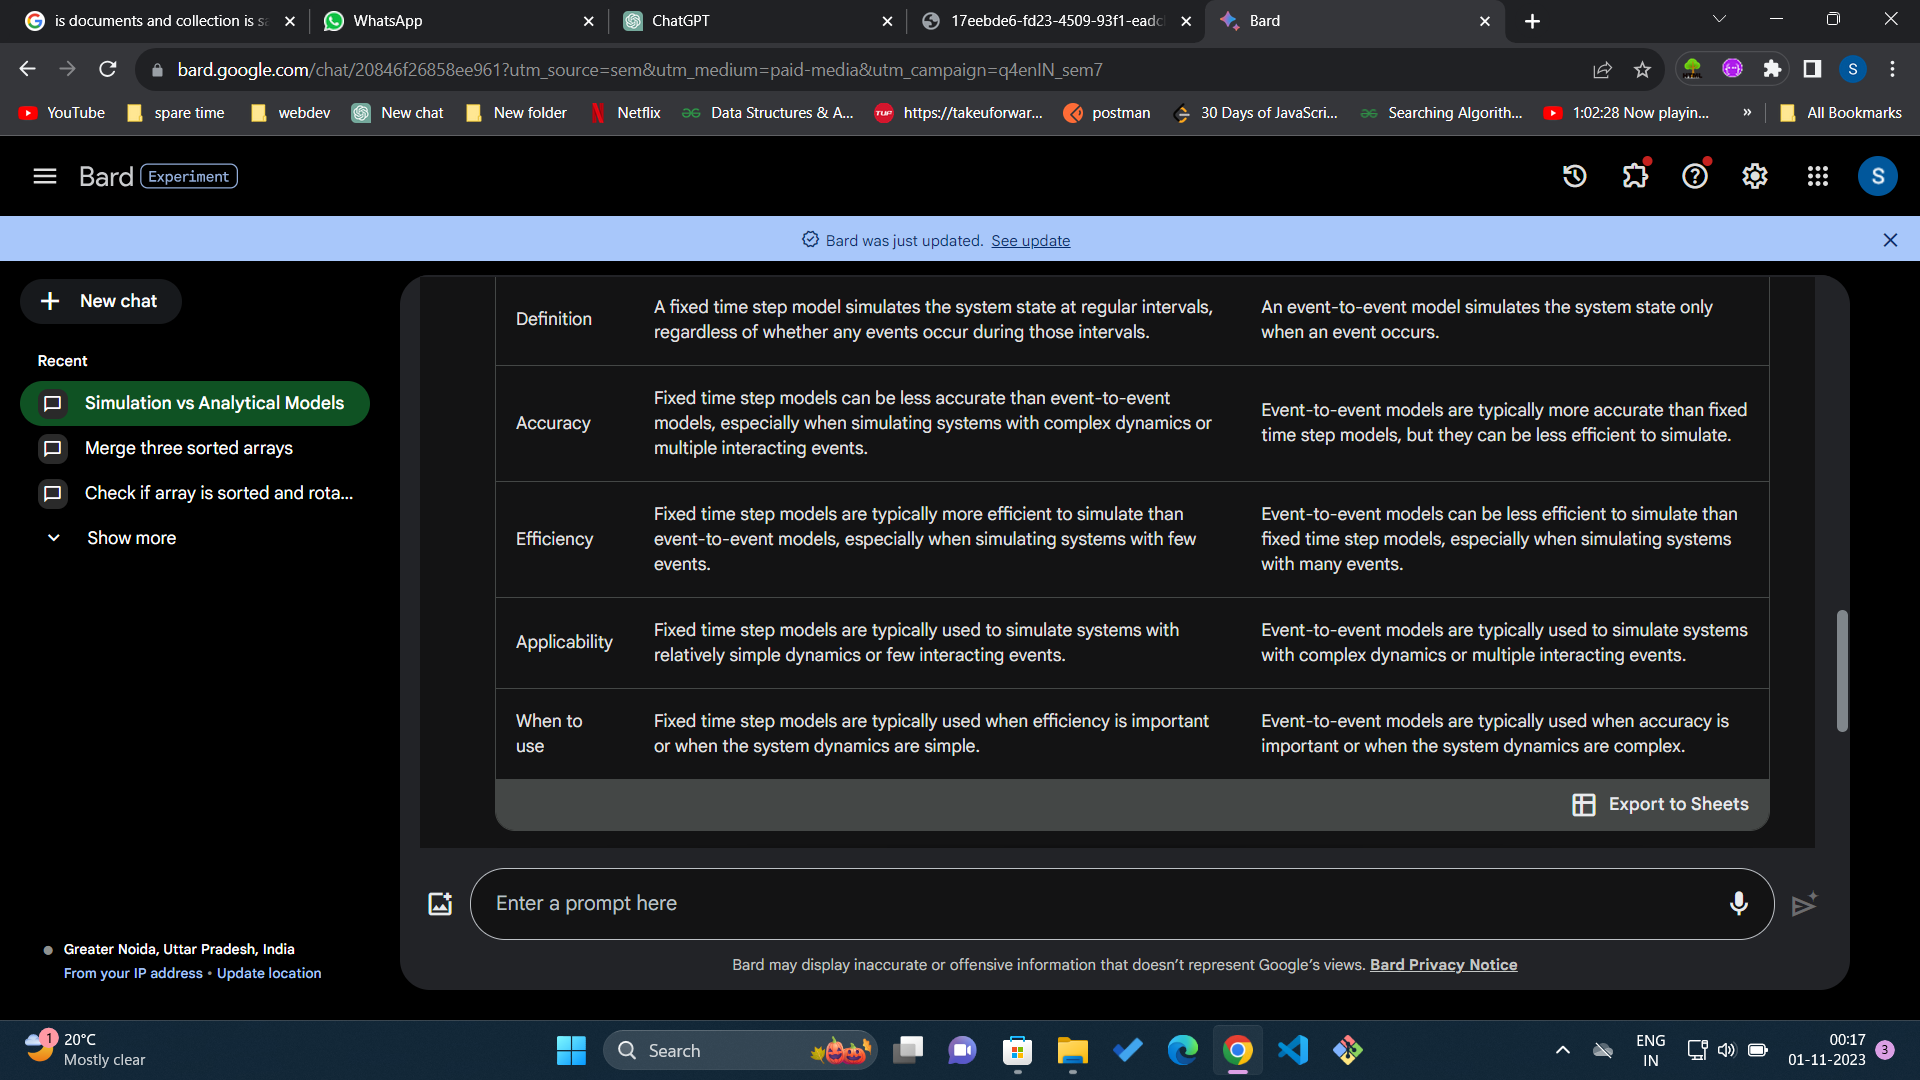 is documents and collection is sa
WhatsApp
ChatGPT
17eebde6-fd23-4509-93f1-eadc
Bard
bard.google.com/chat/20846f26858ee961?utm_source=sem&utm_medium=paid-media&utm_campaign=q4enIN_sem7
S
YouTube
spare time
webdev
New chat
New folder
Netflix
Data Structures & A...
TUF
https://takeuforwar...
postman
30 Days of JavaScri...
Searching Algorith...
1:02:28 Now playin...
»
All Bookmarks
Bard Experiment
S
Bard was just updated. See update
New chat
Recent
Simulation vs Analytical Models
Merge three sorted arrays
Check if array is sorted and rota...
Show more
Definition
A fixed time step model simulates the system state at regular intervals,
regardless of whether any events occur during those intervals.
An event-to-event model simulates the system state only
when an event occurs.
Accuracy
Fixed time step models can be less accurate than event-to-event
models, especially when simulating systems with complex dynamics or
multiple interacting events.
Event-to-event models are typically more accurate than fixed
time step models, but they can be less efficient to simulate.
Efficiency
Fixed time step models are typically more efficient to simulate than
event-to-event models, especially when simulating systems with few
events.
Event-to-event models can be less efficient to simulate than
fixed time step models, especially when simulating systems
with many events.
Applicability
Fixed time step models are typically used to simulate systems with
relatively simple dynamics or few interacting events.
Event-to-event models are typically used to simulate systems
with complex dynamics or multiple interacting events.
When to
use
Fixed time step models are typically used when efficiency is important
or when the system dynamics are simple.
Event-to-event models are typically used when accuracy is
important or when the system dynamics are complex.
Export to Sheets
Enter a prompt here
Bard may display inaccurate or offensive information that doesn't represent Google's views. Bard Privacy Notice
Greater Noida, Uttar Pradesh, India
From your IP address • Update location
1
20°C
Mostly clear
Search
ENG
IN
00:17
01-11-2023
3